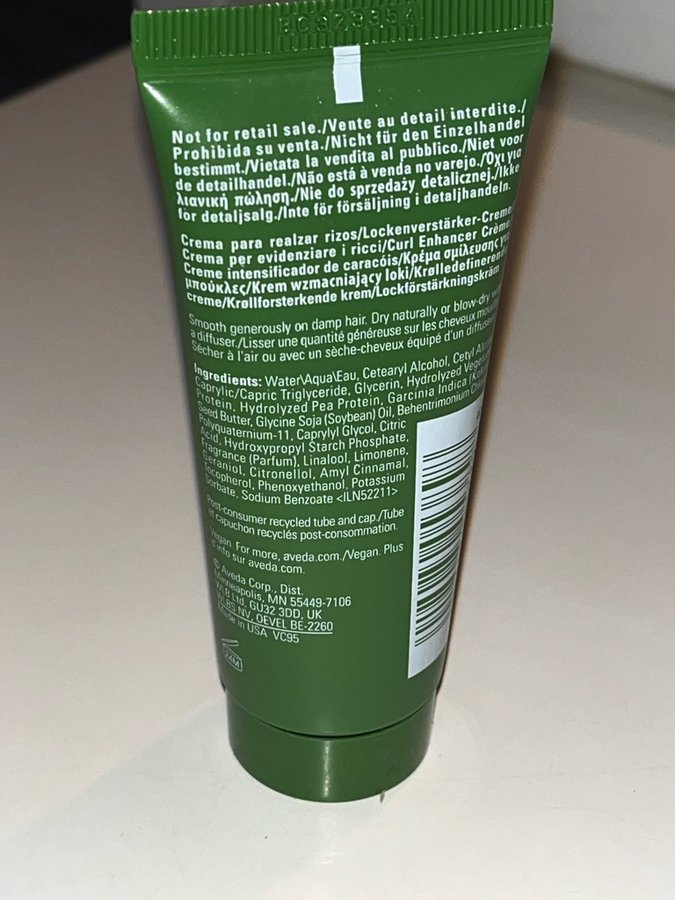 Not for retail sale./Vente au detail interdite./
Prohibida su venta./Nicht für den Einzelhandel
bestimmt./Vietata la vendita al pubblico./Niet voor
de detailhandel./Não está à venda no varejo./Όχι για
λιανική πώληση./Nie do sprzedaży detalicznej./Ikke
for detaljsalg./Inte för försäljning i detaljhandeln.
Crema para realzar rizos/Lockenverstärker-Creme/
Crema per evidenziare i ricci/Curl Enhancer Crème/
Creme intensificador de caracóis/Κρέμα σμίλευσης για
μπούκλες/Krem wzmacniający loki/Krølledefinerende
creme/Krøllforsterkende krem/Lockförstärkningskräm
Smooth generously on damp hair. Dry naturally or blow-dry
a diffuser./Lisser une quantité généreuse sur les cheveux
Sécher à l'air ou avec un sèche-cheveux équipé d'un
Ingredients: Water\Aqua\Eau, Cetearyl Alcohol, Cetyl
Caprylic/Capric Triglyceride, Glycerin, Hydrolyzed
Protein, Hydrolyzed Pea Protein, Garcinia Indica
Seed Butter, Glycine Soja (Soybean) Oil, Behentrimonium
Polyquaternium-11, Caprylyl Glycol, Citric
Acid, Hydroxypropyl Starch Phosphate,
Fragrance (Parfum), Linalool, Limonene,
Geraniol, Citronellol, Amyl Cinnamal,
Tocopherol, Phenoxyethanol, Potassium
Sorbate, Sodium Benzoate <ILN52211>
Post-consumer recycled tube and cap./Tube
et capuchon recyclés post-consommation.
Vegan. For more, aveda.com./Vegan. Plus
d'info sur aveda.com.
© Aveda Corp., Dist.
Minneapolis, MN 55449-7106
WLB Ltd, GU32 3DD, UK
ELBS NV, OEVEL BE-2260
Made in USA VC95
24M